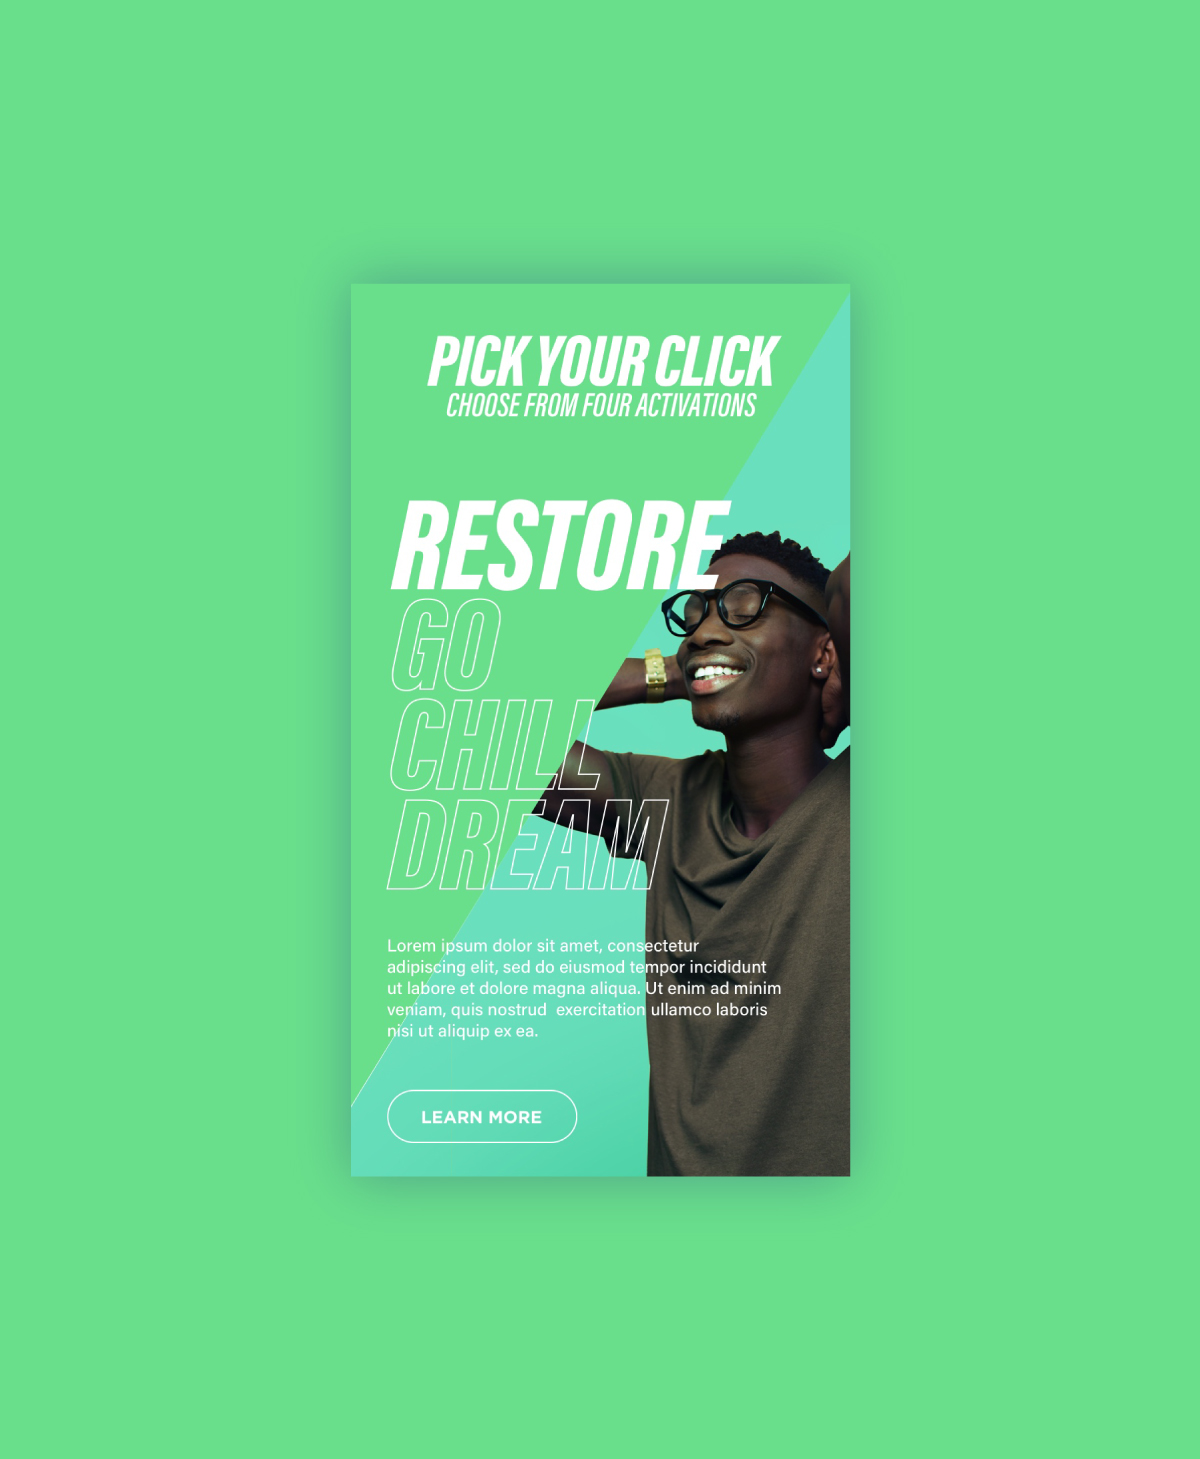 PICK YOUR CLICK
CHOOSE FROM FOUR ACTIVATIONS
RESTORE
GO
CHILL
DREAM
Lorem ipsum dolor sit amet, consectetur
adipiscing elit, sed do eiusmod tempor incididunt
ut labore et dolore magna aliqua. Ut enim ad minim
veniam, quis nostrud  exercitation ullamco laboris
nisi ut aliquip ex ea.
LEARN MORE